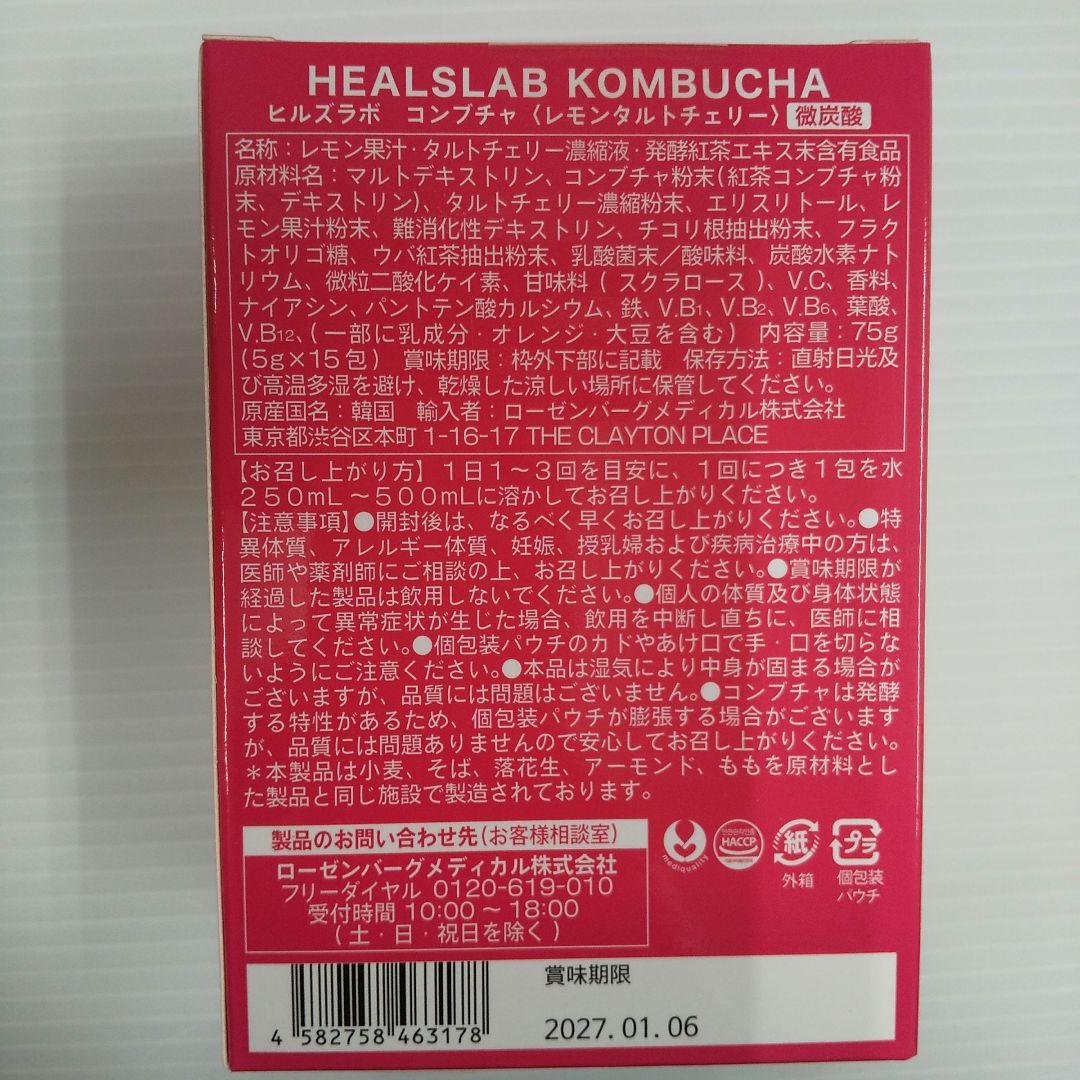 HEALSLAB KOMBUCHA
ヒルズラボ　コンブチャ〈レモンタルトチェリー〉 微炭酸
名称：レモン果汁・タルトチェリー濃縮液・発酵紅茶エキス末含有食品
原材料名：マルトデキストリン、コンブチャ粉末(紅茶コンブチャ粉
末、デキストリン)、タルトチェリー濃縮粉末、エリスリトール、レ
モン果汁粉末、難消化性デキストリン、チコリ根抽出粉末、フラク
トオリゴ糖、ウバ紅茶抽出粉末、乳酸菌末／酸味料、炭酸水素ナト
リウム、微粒二酸化ケイ素、甘味料(スクラロース)、V.C、香料、
ナイアシン、パントテン酸カルシウム、鉄、V.B1、V.B2、V.B6、葉酸、
V.B12、(一部に乳成分・オレンジ・大豆を含む)　内容量：75g
(5g×15包)　賞味期限：枠外下部に記載　保存方法：直射日光及
び高温多湿を避け、乾燥した涼しい場所に保管してください。
原産国名：韓国　輸入者：ローゼンバーグメディカル株式会社
東京都渋谷区本町 1-16-17 THE CLAYTON PLACE
【お召し上がり方】１日１～３回を目安に、１回につき１包を水
２５０mL～５００mLに溶かしてお召し上がりください。
【注意事項】●開封後は、なるべく早くお召し上がりください。●特
異体質、アレルギー体質、妊娠、授乳婦および疾病治療中の方は、
医師や薬剤師にご相談の上、お召し上がりください。●賞味期限が
経過した製品は飲用しないでください。●個人の体質及び身体状態
によって異常症状が生じた場合、飲用を中断し直ちに、医師に相
談してください。●個包装パウチのカドやあけ口で手・口を切らな
いようにご注意ください。●本品は湿気により中身が固まる場合が
ございますが、品質には問題はございません。●コンブチャは発酵
する特性があるため、個包装パウチが膨張する場合がございます
が、品質には問題ありませんので安心してお召し上がりください。
＊本製品は小麦、そば、落花生、アーモンド、ももを原材料とし
た製品と同じ施設で製造されております。
製品のお問い合わせ先(お客様相談室)
ローゼンバーグメディカル株式会社
フリーダイヤル 0120-619-010
受付時間 10:00～18:00
(土・日・祝日を除く)
mediquality
HACCP
紙
外箱
プラ
個包装
パウチ
賞味期限
2027.01.06
4 582758 463178